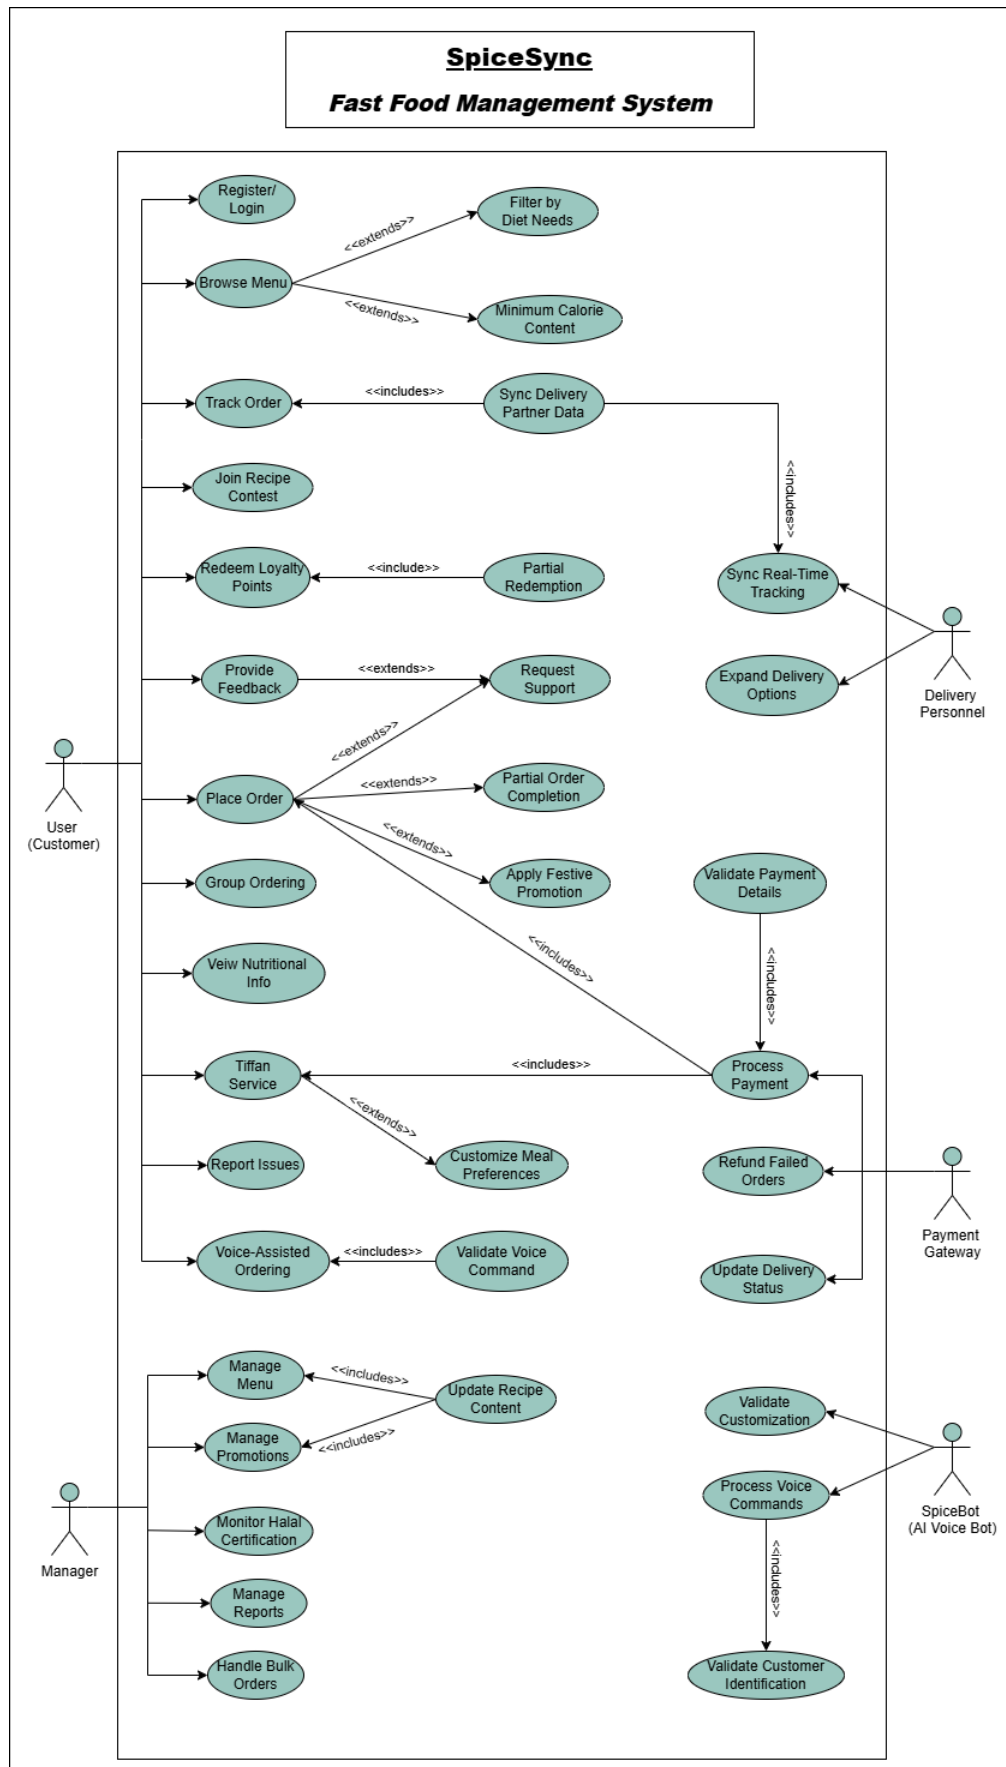 SpiceSync
Fast Food Management System
Register/
Login
<<extends>>
Filter by
Diet Needs
Browse Menu
<<extends>>
Minimum Calorie
Content
Track Order
<<includes>>
Sync Delivery
Partner Data
<<includes>>
Join Recipe
Contest
Redeem Loyalty
Points
<<include>>
Partial
Redemption
Sync Real-Time
Tracking
Delivery
Personnel
Provide
Feedback
<<extends>>
Request
Support
Expand Delivery
Options
<<extends>>
User
(Customer)
Place Order
<<extends>>
Partial Order
Completion
<<extends>>
Apply Festive
Promotion
Validate Payment
Details
Group Ordering
<<includes>>
<<includes>>
Veiw Nutritional
Info
Tiffan
Service
<<includes>>
Process
Payment
<<extends>>
Customize Meal
Preferences
Report Issues
Refund Failed
Orders
Payment
Gateway
Voice-Assisted
Ordering
<<includes>>
Validate Voice
Command
Update Delivery
Status
Manage
Menu
<<includes>>
Update Recipe
Content
<<includes>>
Manage
Promotions
Validate
Customization
Process Voice
Commands
SpiceBot
(AI Voice Bot)
Manager
Monitor Halal
Certification
<<includes>>
Manage
Reports
Handle Bulk
Orders
Validate Customer
Identification